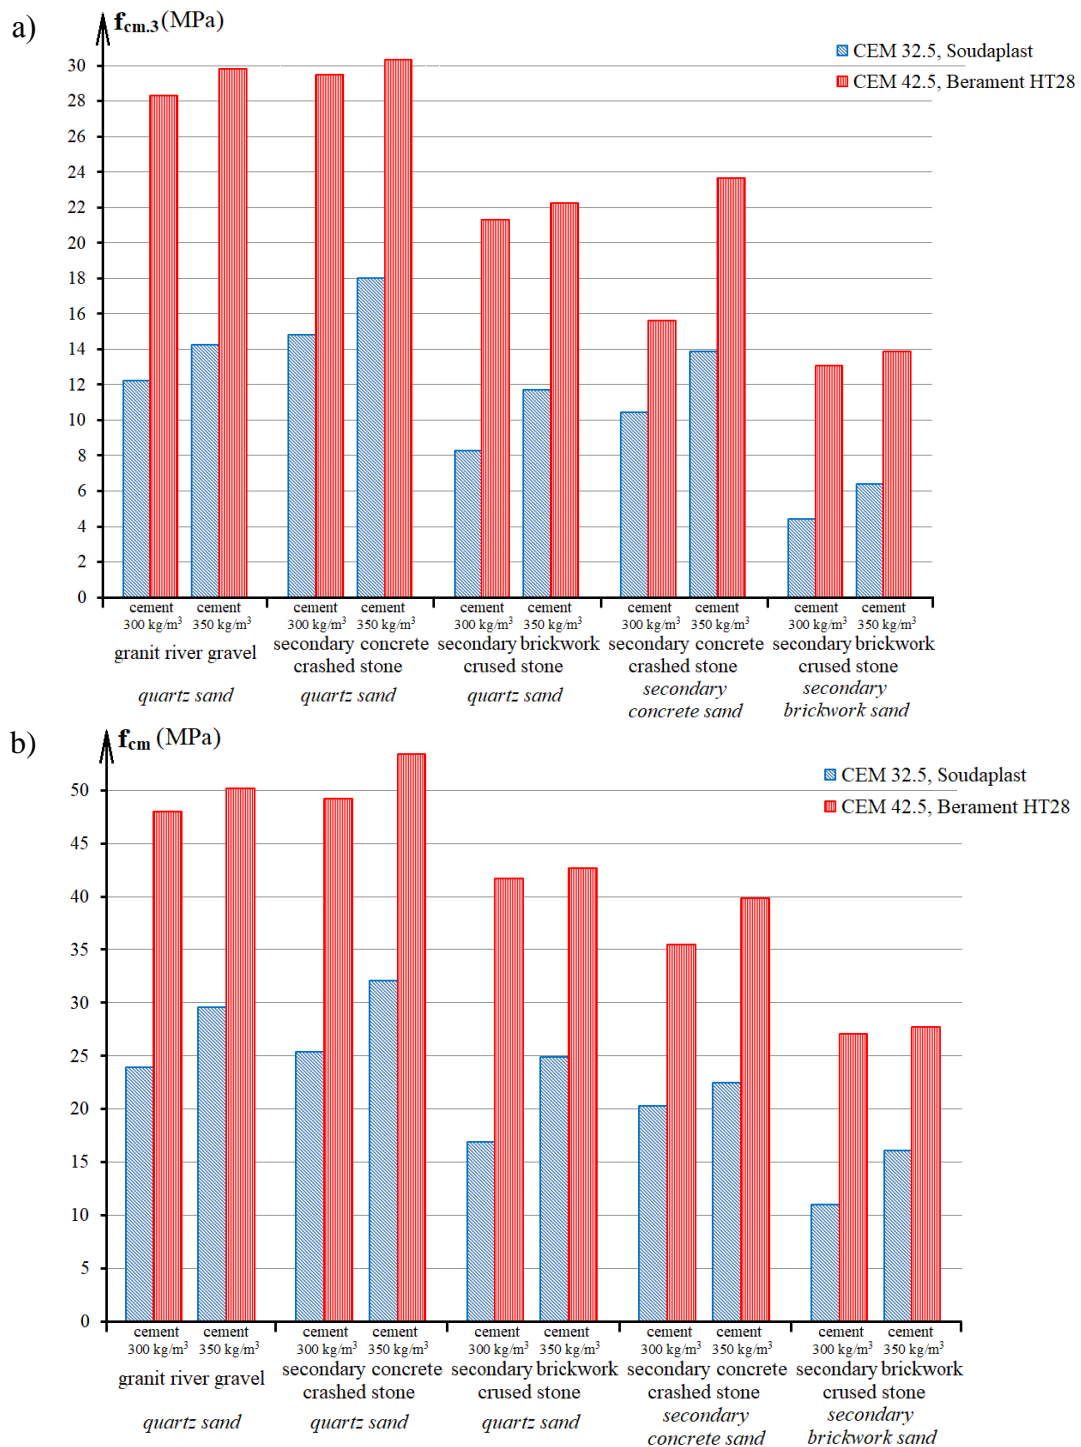 a)
f_cm.3 (MPa)
CEM 32.5, Soudaplast
CEM 42.5, Berament HT28
30
28
26
24
22
20
18
16
14
12
10
8
6
4
2
0
cement cement cement cement cement cement cement cement cement cement
300 kg/m³ 350 kg/m³ 300 kg/m³ 350 kg/m³ 300 kg/m³ 350 kg/m³ 300 kg/m³ 350 kg/m³ 300 kg/m³ 350 kg/m³
granit river gravel
quartz sand
secondary concrete
crashed stone
quartz sand
secondary brickwork
crused stone
quartz sand
secondary concrete
crashed stone
secondary
concrete sand
secondary brickwork
crused stone
secondary
brickwork sand
b)
f_cm (MPa)
CEM 32.5, Soudaplast
CEM 42.5, Berament HT28
50
45
40
35
30
25
20
15
10
5
0
cement cement cement cement cement cement cement cement cement cement
300 kg/m³ 350 kg/m³ 300 kg/m³ 350 kg/m³ 300 kg/m³ 350 kg/m³ 300 kg/m³ 350 kg/m³ 300 kg/m³ 350 kg/m³
granit river gravel
quartz sand
secondary concrete
crashed stone
quartz sand
secondary brickwork
crused stone
quartz sand
secondary concrete
crashed stone
secondary
concrete sand
secondary brickwork
crused stone
secondary
brickwork sand